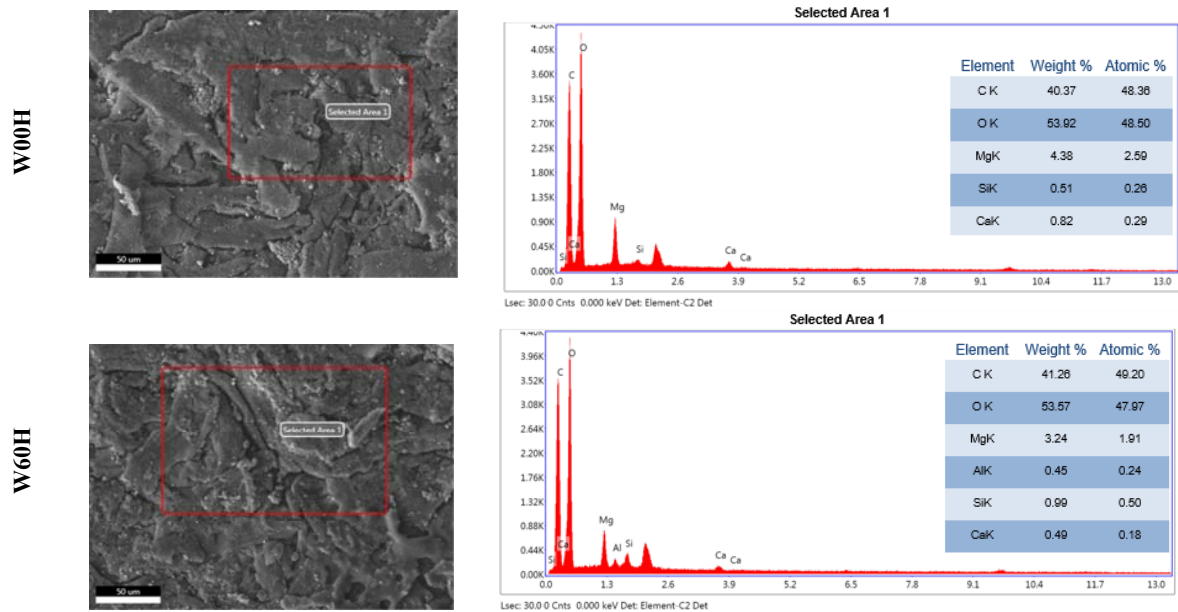 W00H
Selected Area 1
50 um
Selected Area 1
4.50K
4.05K
3.60K
3.15K
2.70K
2.25K
1.80K
1.35K
0.90K
0.45K
0.00K
C
O
Mg
Si
Ca
Si
Ca
Ca
0.0 1.3 2.6 3.9 5.2 6.5 7.8 9.1 10.4 11.7 13.0
Lsec: 30.0 0 Cnts 0.000 keV Det: Element-C2 Det
Element Weight % Atomic %
C K 40.37 48.36
O K 53.92 48.50
MgK 4.38 2.59
SiK 0.51 0.26
CaK 0.82 0.29
W60H
Selected Area 1
50 um
Selected Area 1
4.40K
3.96K
3.52K
3.08K
2.64K
2.20K
1.76K
1.32K
0.88K
0.44K
0.00K
C
O
Mg
Al
Si
Ca
Si
Ca
Ca
0.0 1.3 2.6 3.9 5.2 6.5 7.8 9.1 10.4 11.7 13.0
Lsec: 30.0 0 Cnts 0.000 keV Det: Element-C2 Det
Element Weight % Atomic %
C K 41.26 49.20
O K 53.57 47.97
MgK 3.24 1.91
AlK 0.45 0.24
SiK 0.99 0.50
CaK 0.49 0.18